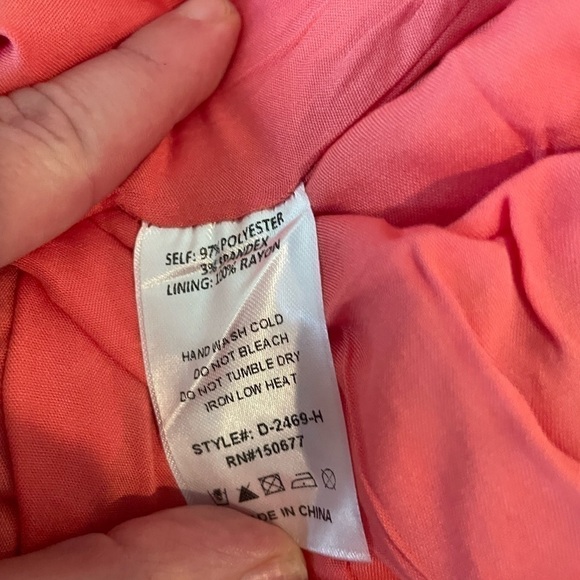 SELF: 97% POLYESTER
3% SPANDEX
LINING: 100% RAYON
HAND WASH COLD
DO NOT BLEACH
DO NOT TUMBLE DRY
IRON LOW HEAT
STYLE#: D-2469-H
RN#150677
MADE IN CHINA